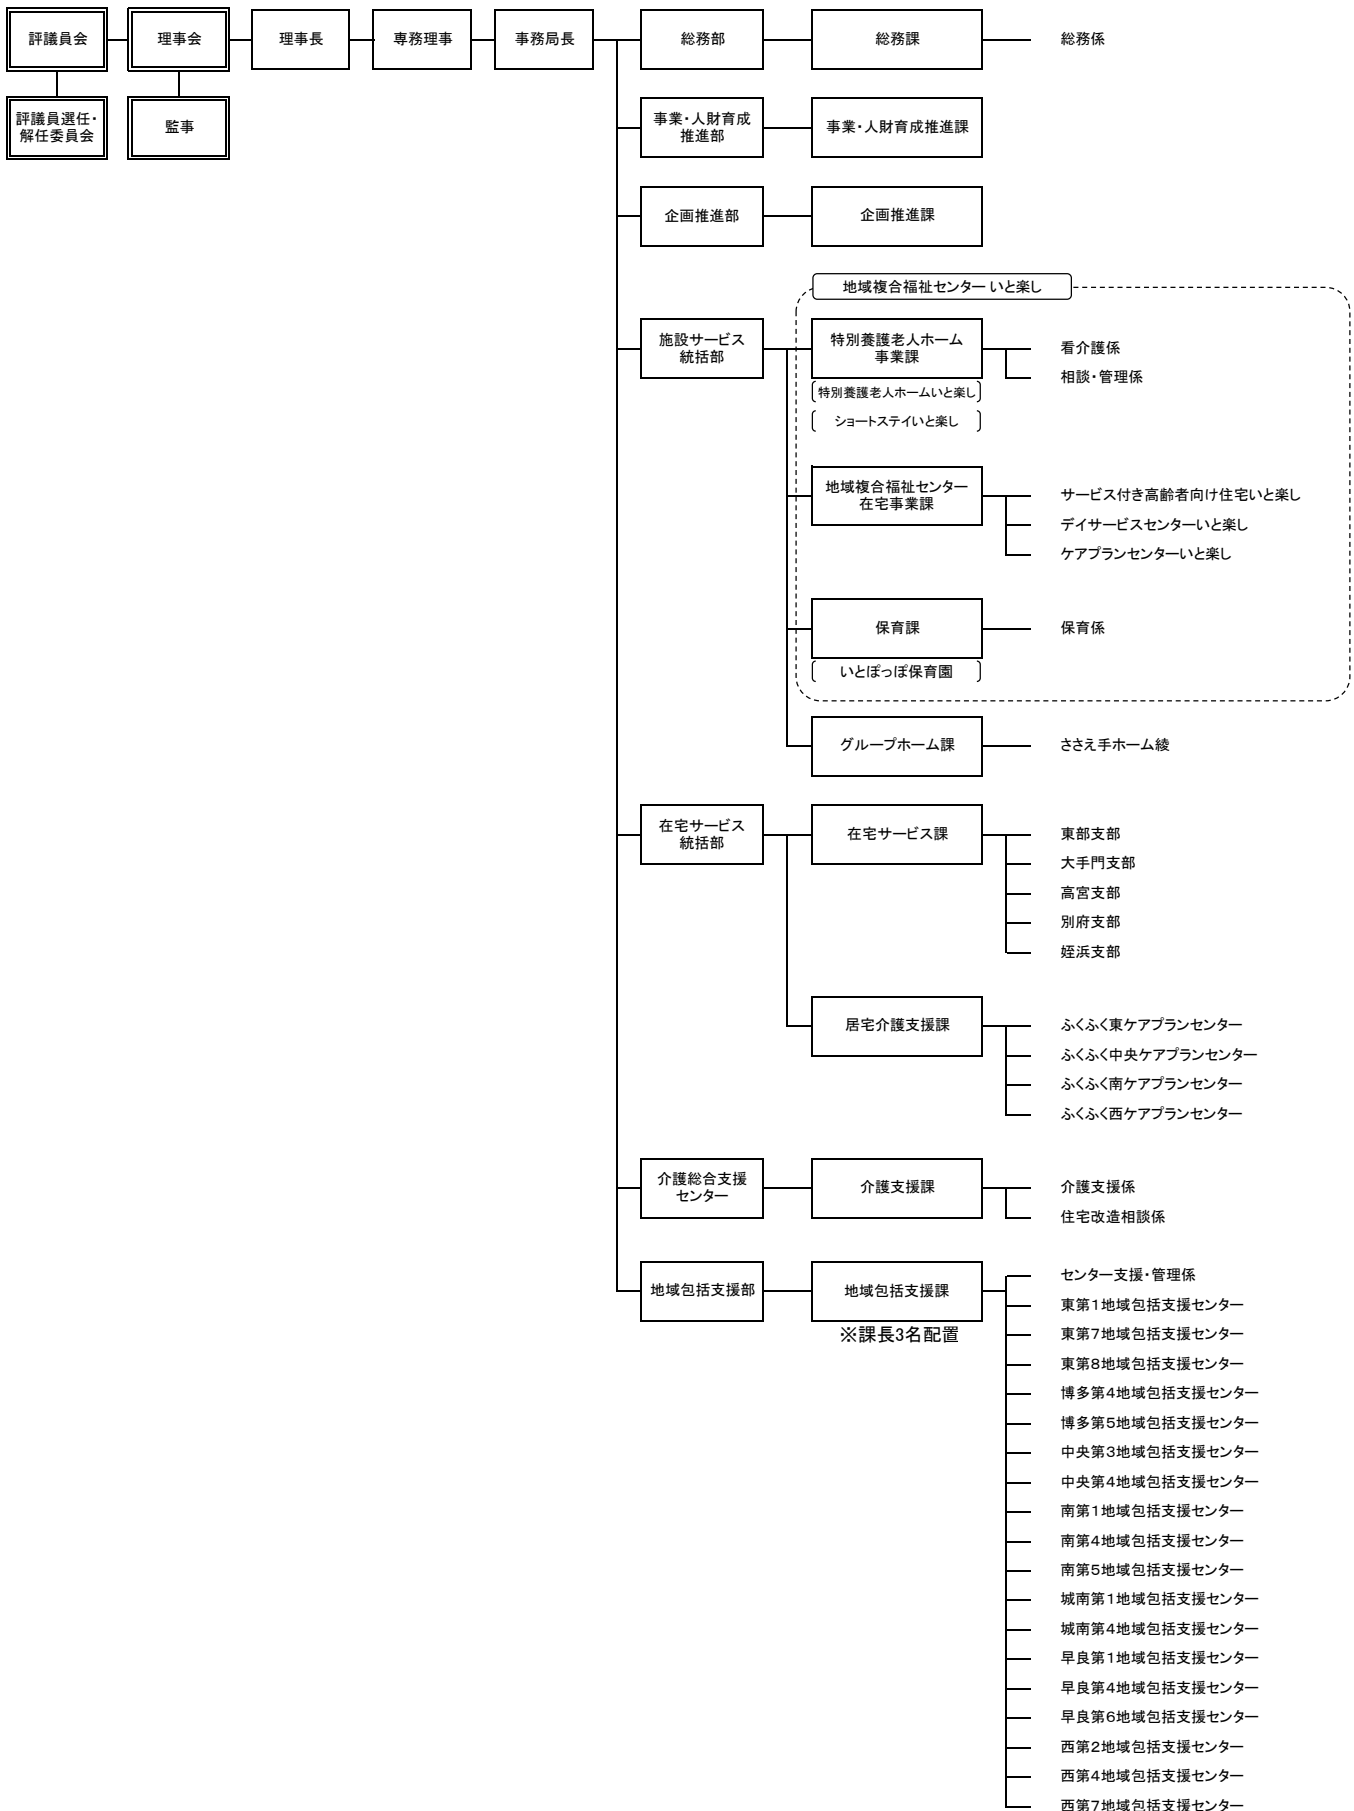 評議員会
理事会
理事長
専務理事
事務局長
総務部
総務課
総務係
評議員選任・
解任委員会
監事
事業・人財育成
推進部
事業・人財育成推進課
企画推進部
企画推進課
地域複合福祉センター いと楽し
施設サービス
統括部
特別養護老人ホーム
事業課
看介護係
相談・管理係
特別養護老人ホームいと楽し
ショートステイいと楽し
地域複合福祉センター
在宅事業課
サービス付き高齢者向け住宅いと楽し
デイサービスセンターいと楽し
ケアプランセンターいと楽し
保育課
保育係
いとぽっぽ保育園
グループホーム課
ささえ手ホーム綾
在宅サービス
統括部
在宅サービス課
東部支部
大手門支部
高宮支部
別府支部
姪浜支部
居宅介護支援課
ふくふく東ケアプランセンター
ふくふく中央ケアプランセンター
ふくふく南ケアプランセンター
ふくふく西ケアプランセンター
介護総合支援
センター
介護支援課
介護支援係
住宅改造相談係
地域包括支援部
地域包括支援課
※課長3名配置
センター支援・管理係
東第1地域包括支援センター
東第7地域包括支援センター
東第8地域包括支援センター
博多第4地域包括支援センター
博多第5地域包括支援センター
中央第3地域包括支援センター
中央第4地域包括支援センター
南第1地域包括支援センター
南第4地域包括支援センター
南第5地域包括支援センター
城南第1地域包括支援センター
城南第4地域包括支援センター
早良第1地域包括支援センター
早良第4地域包括支援センター
早良第6地域包括支援センター
西第2地域包括支援センター
西第4地域包括支援センター
西第7地域包括支援センター